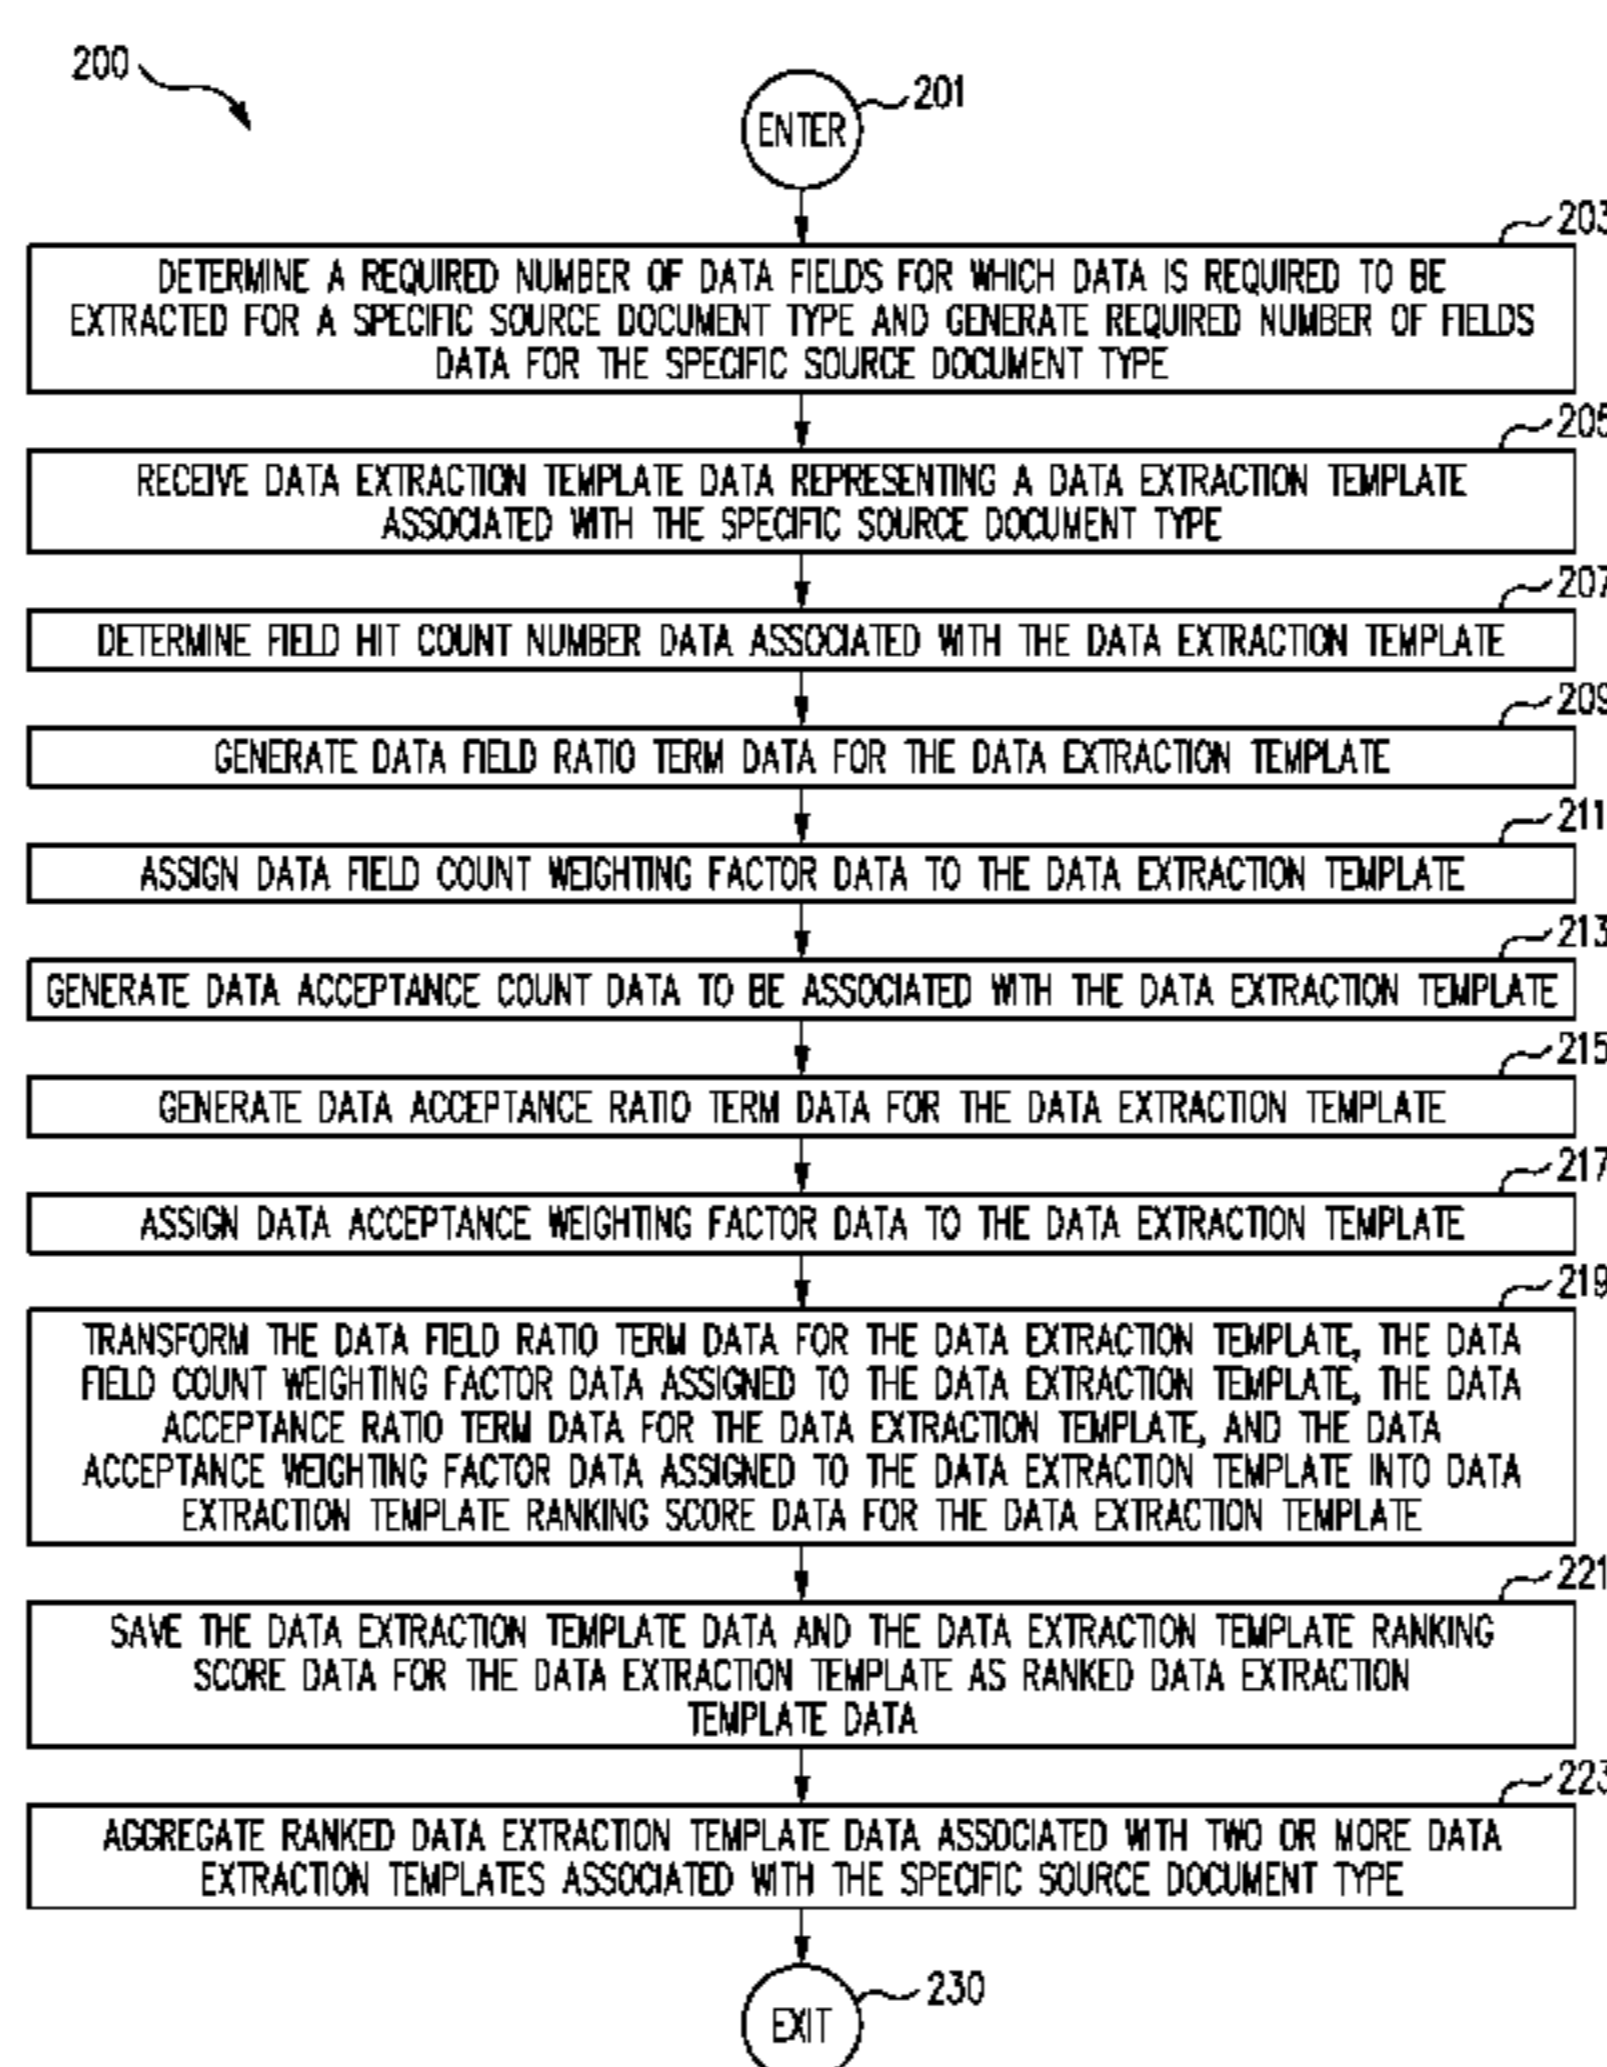 200
ENTER
201
203
DETERMINE A REQUIRED NUMBER OF DATA FIELDS FOR WHICH DATA IS REQUIRED TO BE
EXTRACTED FOR A SPECIFIC SOURCE DOCUMENT TYPE AND GENERATE REQUIRED NUMBER OF FIELDS
DATA FOR THE SPECIFIC SOURCE DOCUMENT TYPE
205
RECEIVE DATA EXTRACTION TEMPLATE DATA REPRESENTING A DATA EXTRACTION TEMPLATE
ASSOCIATED WITH THE SPECIFIC SOURCE DOCUMENT TYPE
207
DETERMINE FIELD HIT COUNT NUMBER DATA ASSOCIATED WITH THE DATA EXTRACTION TEMPLATE
209
GENERATE DATA FIELD RATIO TERM DATA FOR THE DATA EXTRACTION TEMPLATE
211
ASSIGN DATA FIELD COUNT WEIGHTING FACTOR DATA TO THE DATA EXTRACTION TEMPLATE
213
GENERATE DATA ACCEPTANCE COUNT DATA TO BE ASSOCIATED WITH THE DATA EXTRACTION TEMPLATE
215
GENERATE DATA ACCEPTANCE RATIO TERM DATA FOR THE DATA EXTRACTION TEMPLATE
217
ASSIGN DATA ACCEPTANCE WEIGHTING FACTOR DATA TO THE DATA EXTRACTION TEMPLATE
219
TRANSFORM THE DATA FIELD RATIO TERM DATA FOR THE DATA EXTRACTION TEMPLATE, THE DATA
FIELD COUNT WEIGHTING FACTOR DATA ASSIGNED TO THE DATA EXTRACTION TEMPLATE, THE DATA
ACCEPTANCE RATIO TERM DATA FOR THE DATA EXTRACTION TEMPLATE, AND THE DATA
ACCEPTANCE WEIGHTING FACTOR DATA ASSIGNED TO THE DATA EXTRACTION TEMPLATE INTO DATA
EXTRACTION TEMPLATE RANKING SCORE DATA FOR THE DATA EXTRACTION TEMPLATE
221
SAVE THE DATA EXTRACTION TEMPLATE DATA AND THE DATA EXTRACTION TEMPLATE RANKING
SCORE DATA FOR THE DATA EXTRACTION TEMPLATE AS RANKED DATA EXTRACTION
TEMPLATE DATA
223
AGGREGATE RANKED DATA EXTRACTION TEMPLATE DATA ASSOCIATED WITH TWO OR MORE DATA
EXTRACTION TEMPLATES ASSOCIATED WITH THE SPECIFIC SOURCE DOCUMENT TYPE
230
EXIT